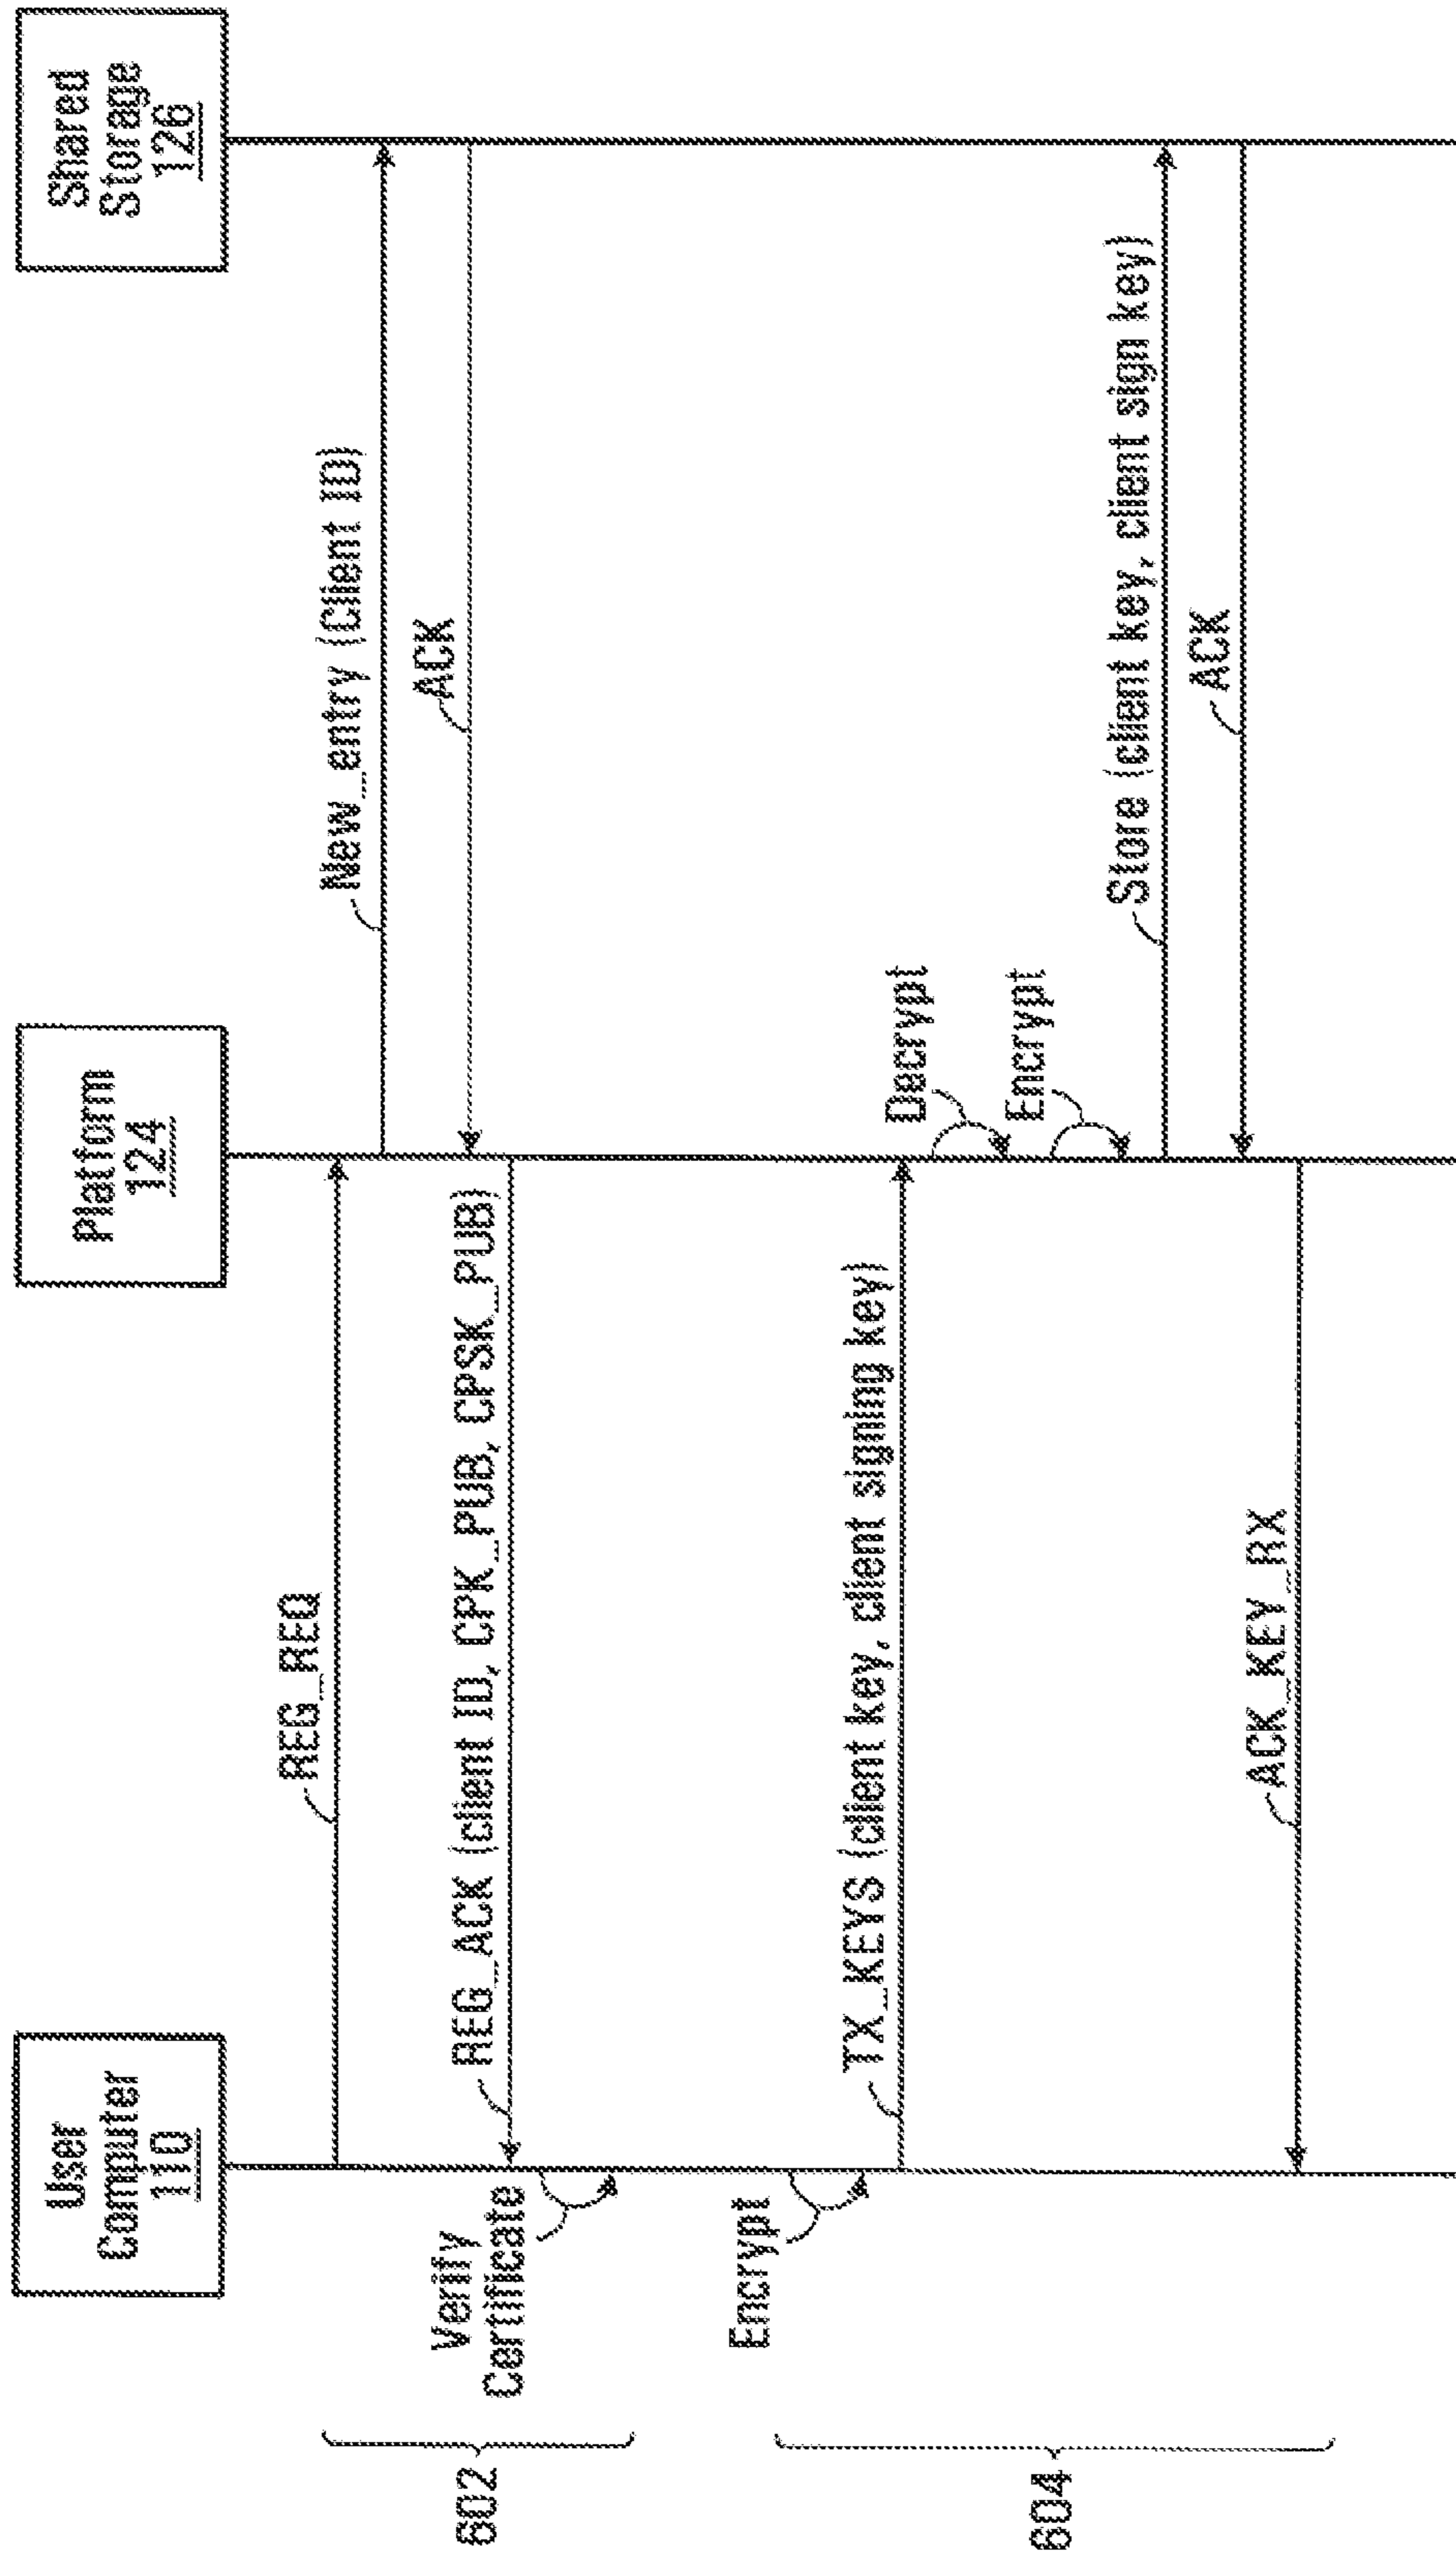 User
Computer
110
Platform
124
Shared
Storage
126
602
REG_REQ
New_entry (Client ID)
ACK
REG_ACK (client ID, CPK_PUB, CPSK_PUB)
Verify
Certificate
604
Encrypt
TX_KEYS (client key, client signing key)
Decrypt
Encrypt
Store (client key, client sign key)
ACK
ACK_KEY_RX